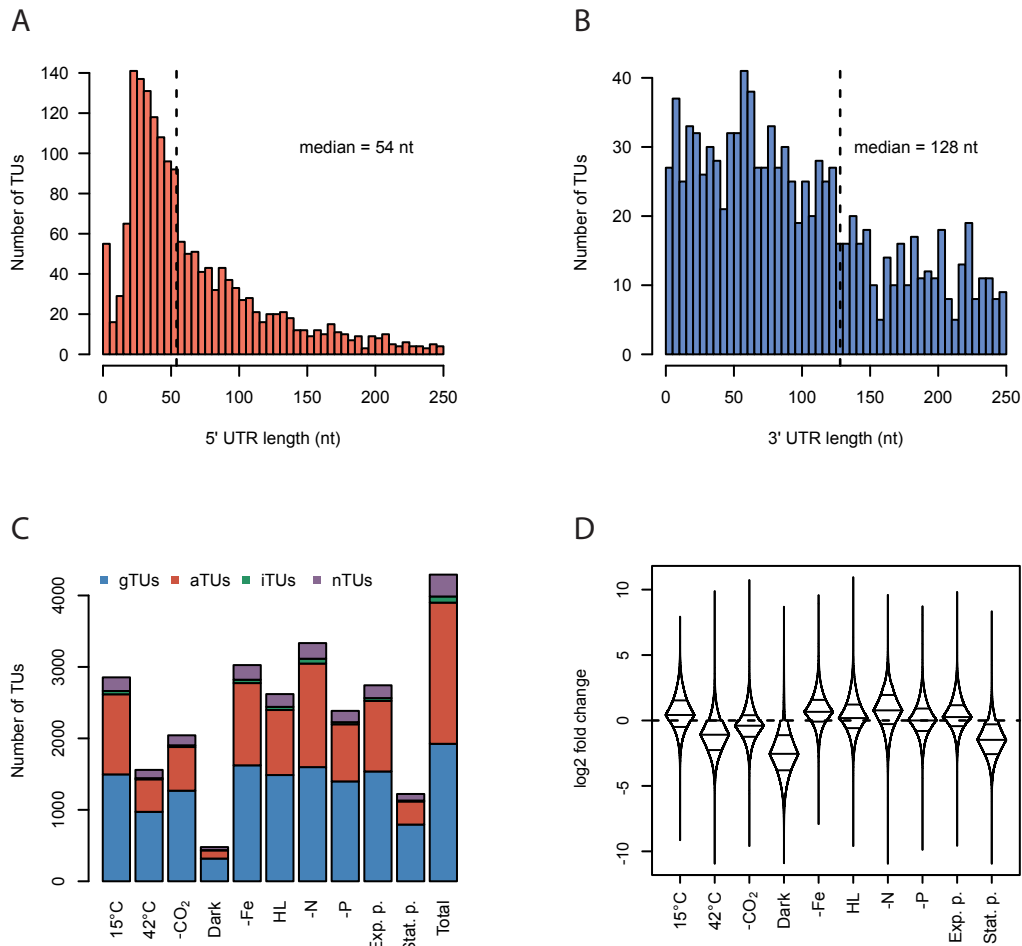 A
B
140
120
100
80
60
40
20
0
Number of TUs
median = 54 nt
0 50 100 150 200 250
5' UTR length (nt)
40
30
20
10
0
Number of TUs
median = 128 nt
0 50 100 150 200 250
3' UTR length (nt)
C
D
gTUs aTUs iTUs nTUs
4000
3000
2000
1000
0
Number of TUs
15°C
42°C
-CO₂
Dark
-Fe
HL
-N
-P
Exp. p.
Stat. p.
Total
10
5
0
-5
-10
log2 fold change
15°C
42°C
-CO₂
Dark
-Fe
HL
-N
-P
Exp. p.
Stat. p.